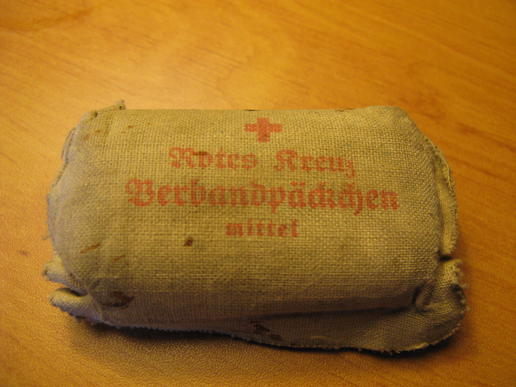 Rotes Kreuz
Verbandpäckchen
mittel